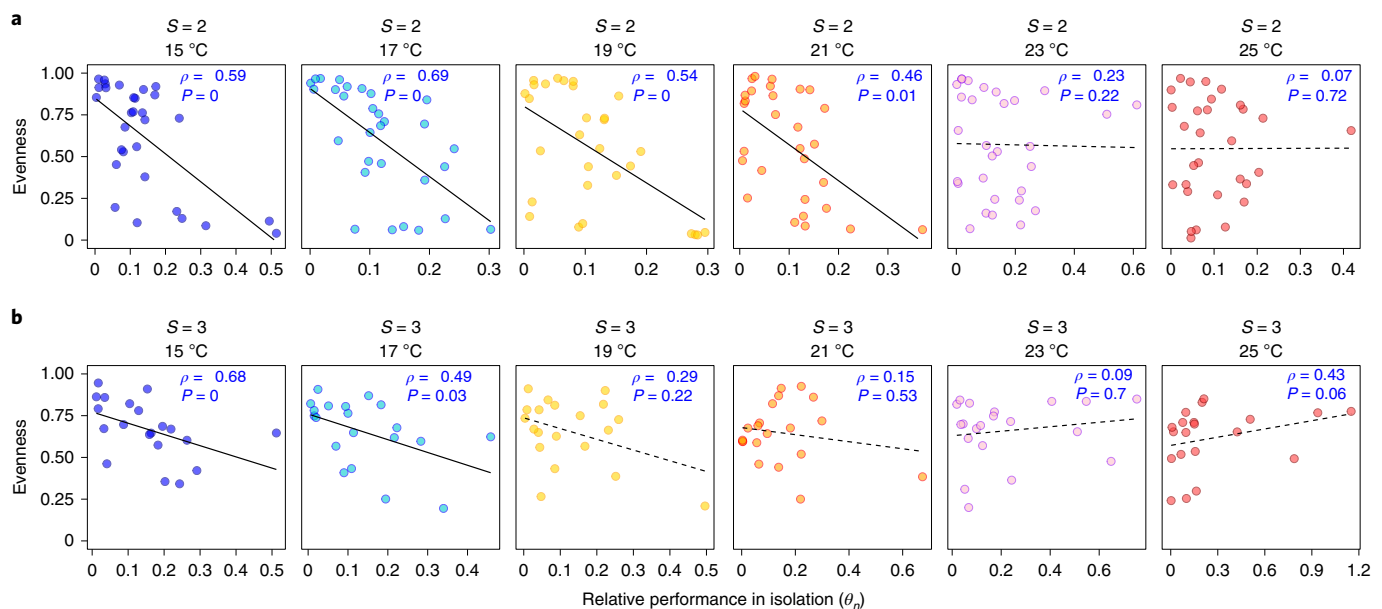 a
S = 2 S = 2 S = 2 S = 2 S = 2 S = 2
15 °C 17 °C 19 °C 21 °C 23 °C 25 °C
ρ = 0.59 ρ = 0.69 ρ = 0.54 ρ = 0.46 ρ = 0.23 ρ = 0.07
P = 0 P = 0 P = 0 P = 0.01 P = 0.22 P = 0.72
Evenness
1.00
0.75
0.50
0.25
0
0 0.1 0.2 0.3 0.4 0.5 0 0.1 0.2 0.3 0 0.1 0.2 0.3 0 0.1 0.2 0.3 0 0.2 0.4 0.6 0 0.1 0.2 0.3 0.4
b
S = 3 S = 3 S = 3 S = 3 S = 3 S = 3
15 °C 17 °C 19 °C 21 °C 23 °C 25 °C
ρ = 0.68 ρ = 0.49 ρ = 0.29 ρ = 0.15 ρ = 0.09 ρ = 0.43
P = 0 P = 0.03 P = 0.22 P = 0.53 P = 0.7 P = 0.06
Evenness
1.00
0.75
0.50
0.25
0
0 0.1 0.2 0.3 0.4 0.5 0 0.1 0.2 0.3 0.4 0 0.1 0.2 0.3 0.4 0.5 0 0.2 0.4 0.6 0 0.2 0.4 0.6 0 0.3 0.6 0.9 1.2
Relative performance in isolation (θn)